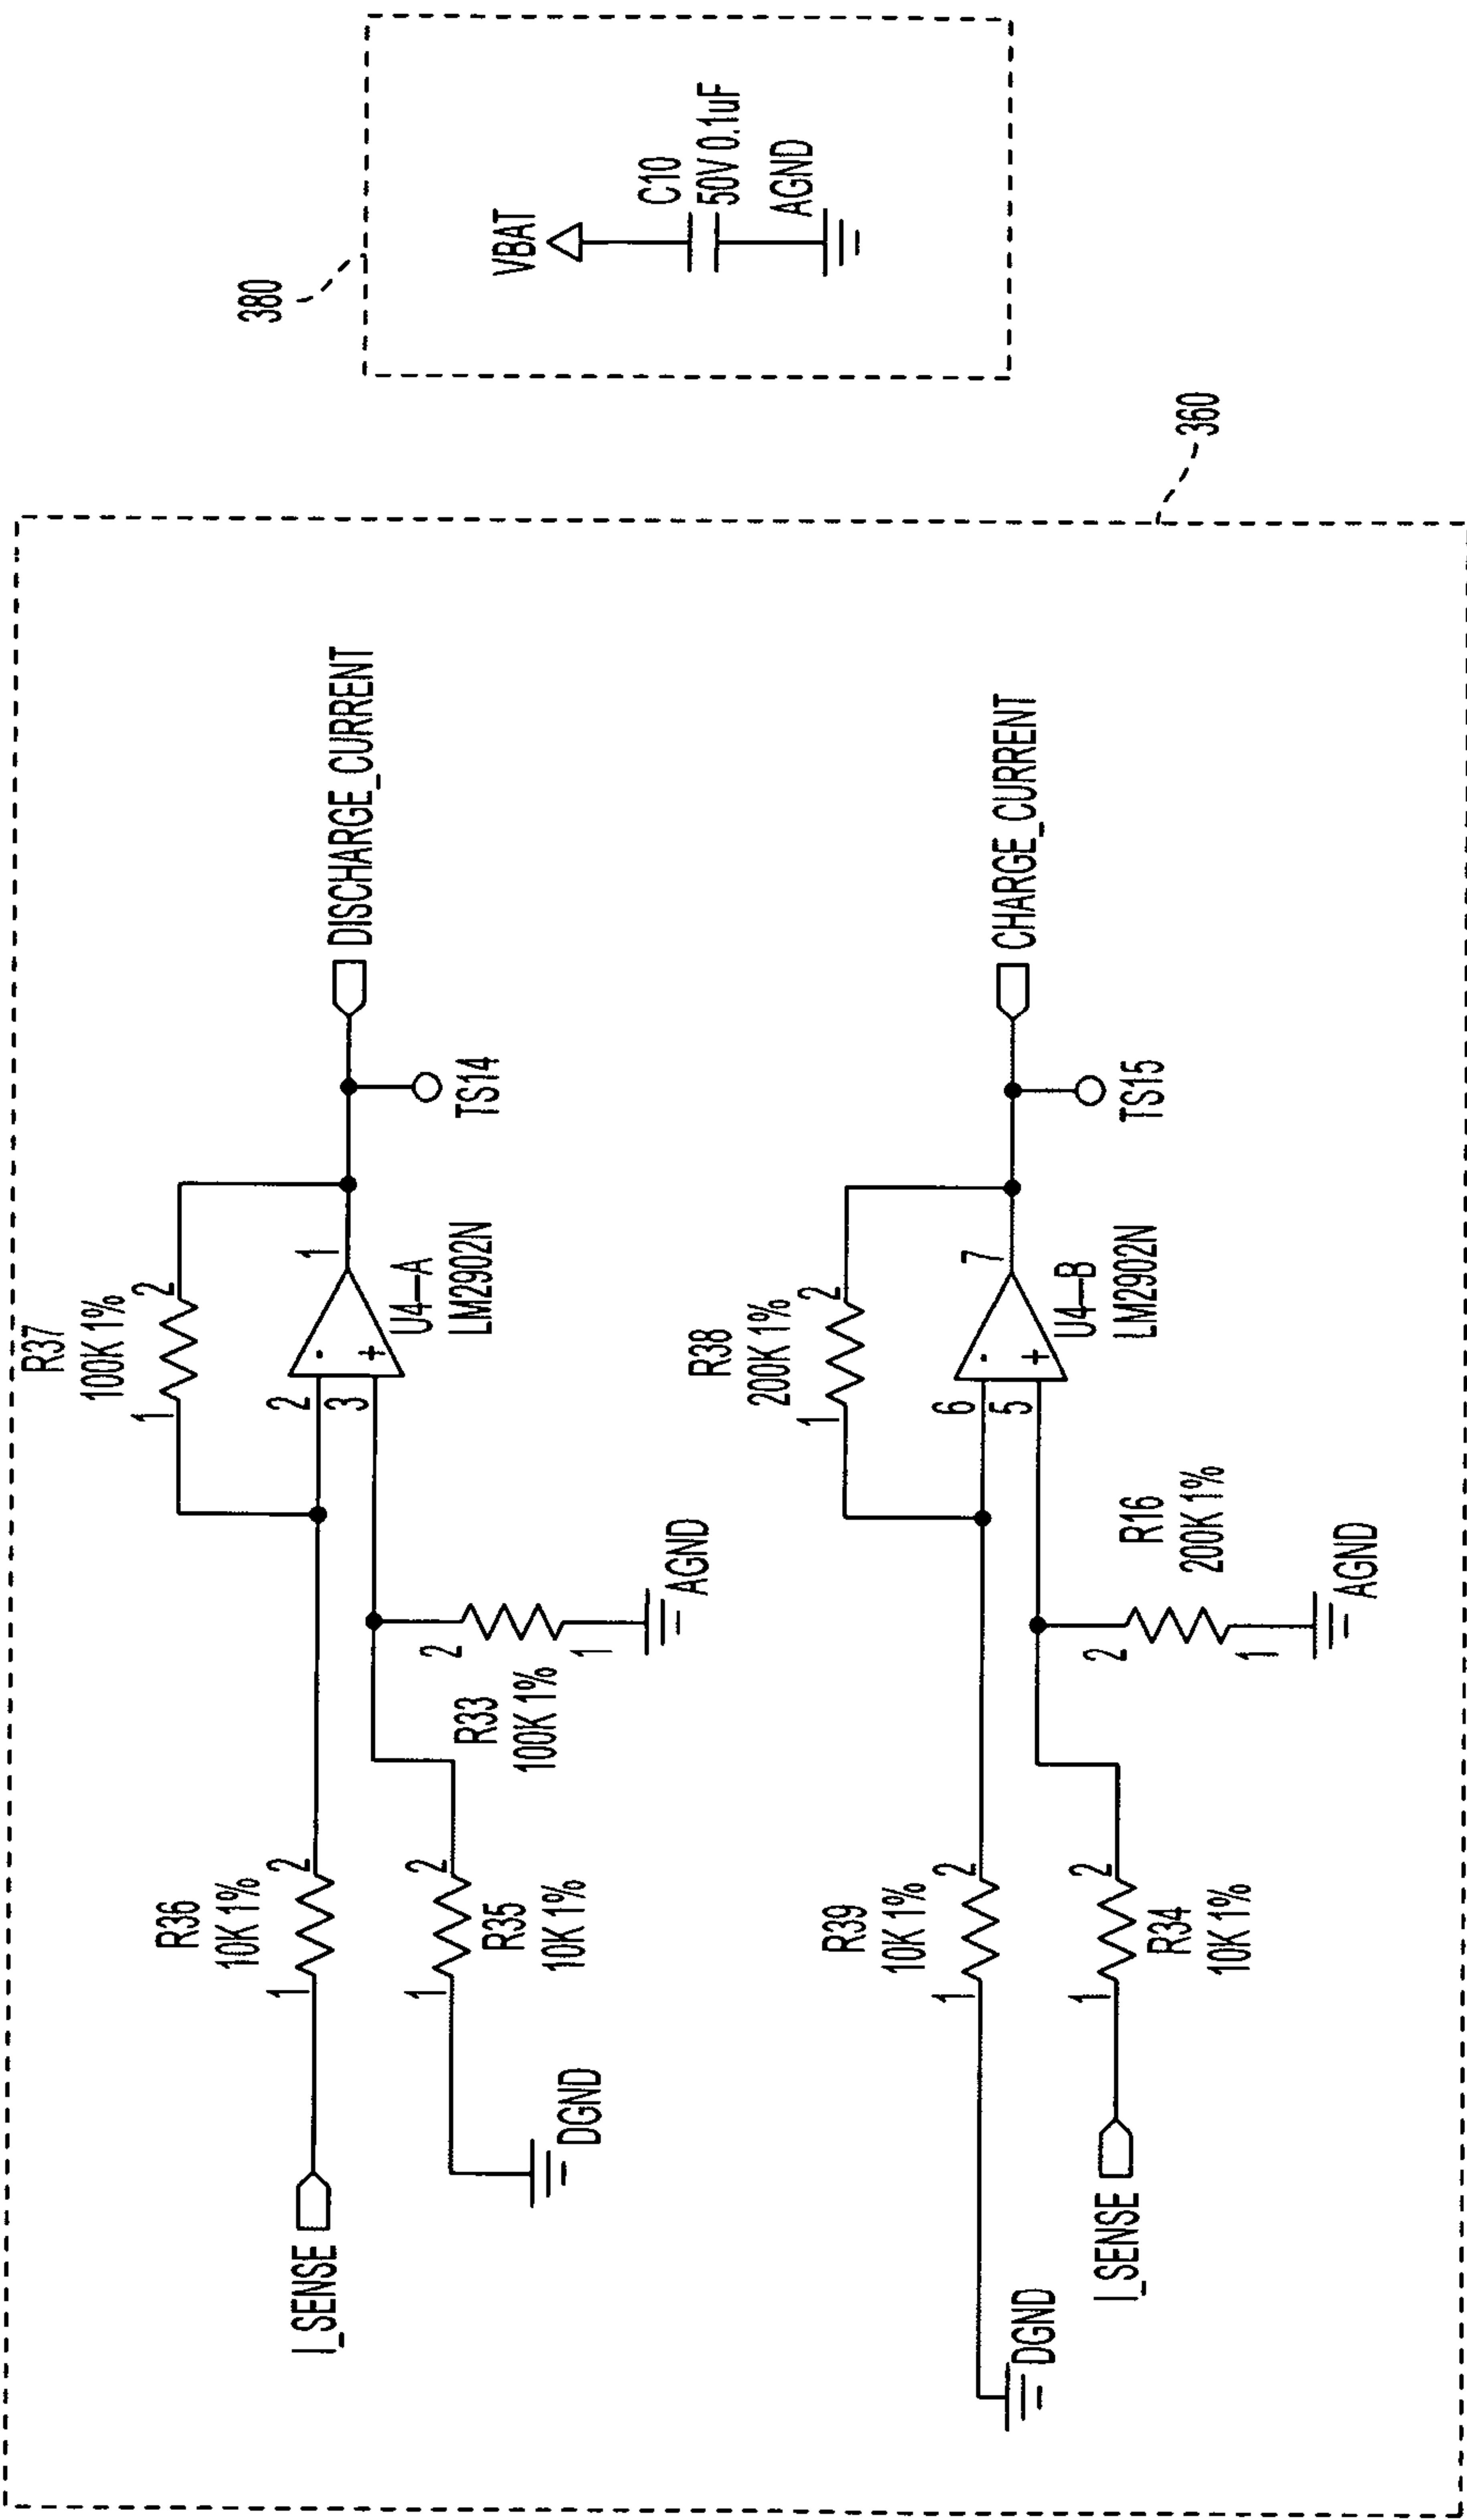 R37
100K 1%
1
2
R36
10K 1%
I_SENSE
1
2
2
3
-
+
1
U4-A
LM2902N
DISCHARGE_CURRENT
TS14
1
2
R35
10K 1%
DGND
R33
100K 1%
2
1
AGND
R38
200K 1%
1
2
R39
10K 1%
1
2
DGND
6
5
-
+
7
U4-B
LM2902N
CHARGE_CURRENT
TS15
I_SENSE
1
2
R34
10K 1%
R16
200K 1%
2
1
AGND
360
380
VBAT
C10
50V 0.1uF
AGND